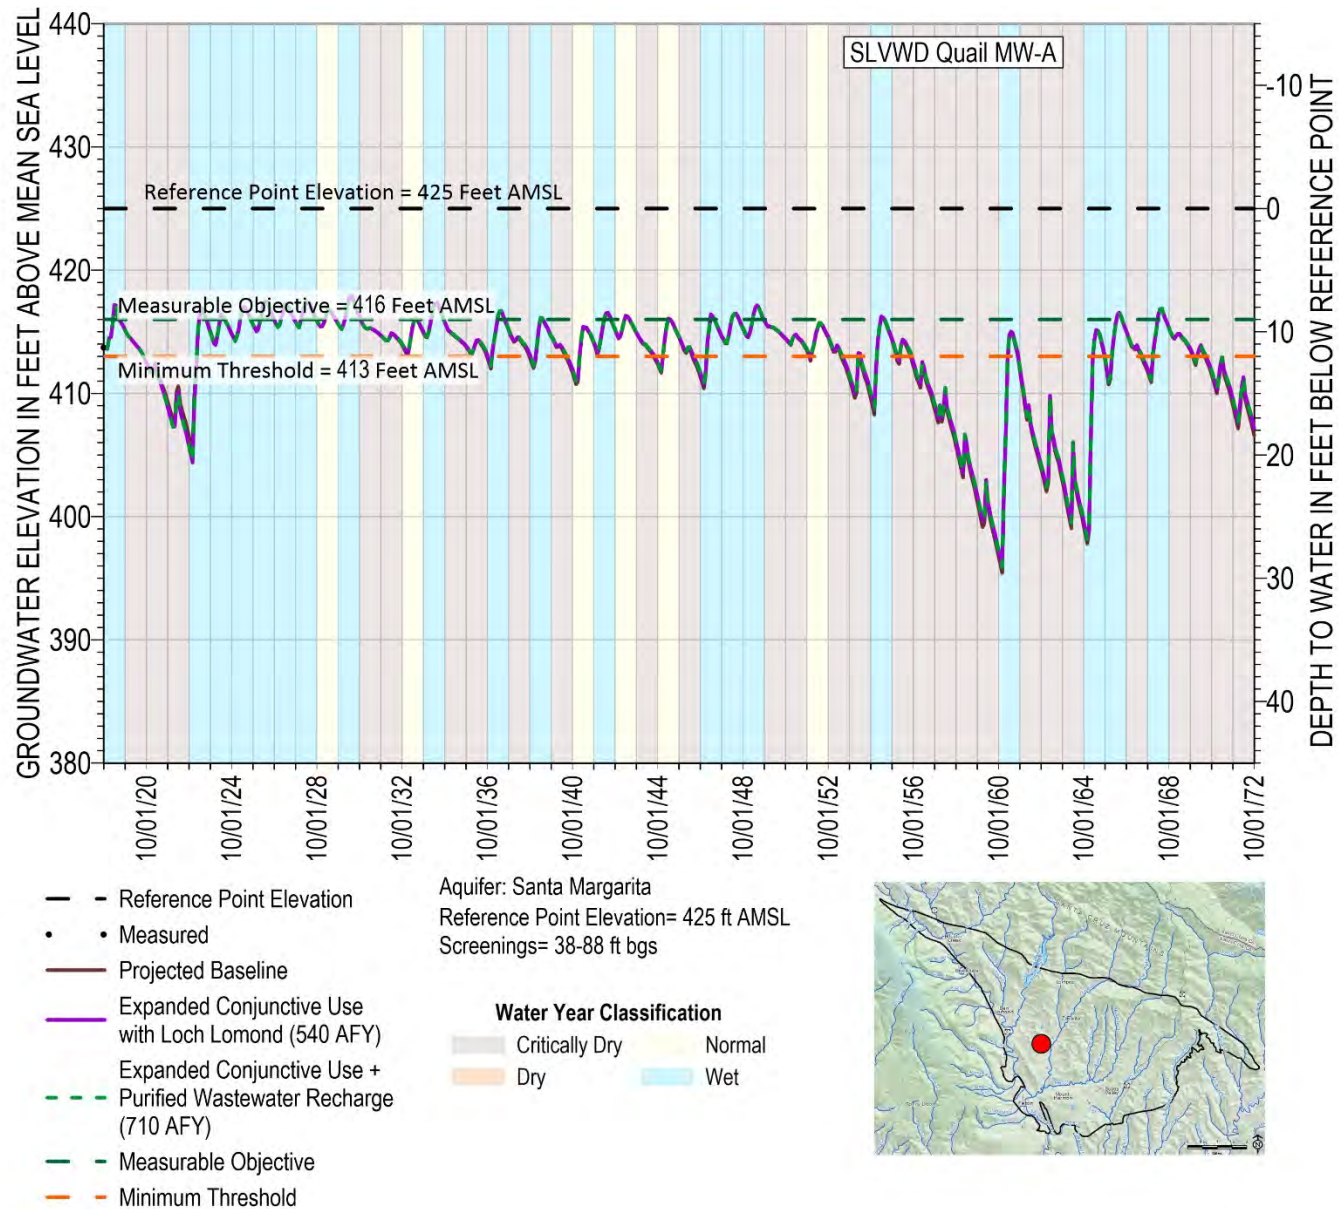 SLVWD Quail MW-A
GROUNDWATER ELEVATION IN FEET ABOVE MEAN SEA LEVEL
440
430
420
410
400
390
380
Reference Point Elevation = 425 Feet AMSL
Measurable Objective = 416 Feet AMSL
Minimum Threshold = 413 Feet AMSL
-10
0
10
20
30
40
DEPTH TO WATER IN FEET BELOW REFERENCE POINT
10/01/20
10/01/24
10/01/28
10/01/32
10/01/36
10/01/40
10/01/44
10/01/48
10/01/52
10/01/56
10/01/60
10/01/64
10/01/68
10/01/72
Reference Point Elevation
Measured
Projected Baseline
Expanded Conjunctive Use
with Loch Lomond (540 AFY)
Expanded Conjunctive Use +
Purified Wastewater Recharge
(710 AFY)
Measurable Objective
Minimum Threshold
Aquifer: Santa Margarita
Reference Point Elevation= 425 ft AMSL
Screenings= 38-88 ft bgs
Water Year Classification
Critically Dry
Normal
Dry
Wet